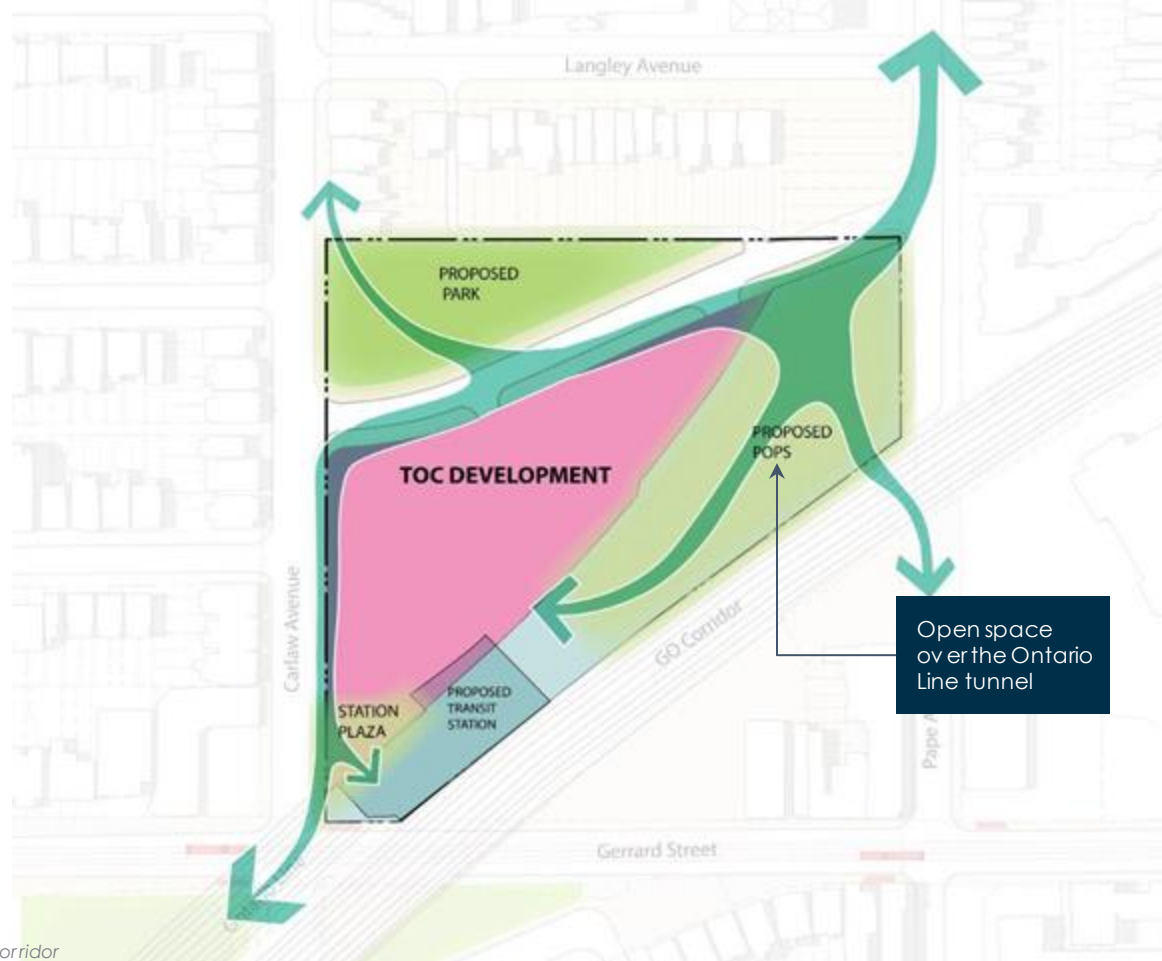 Langley Avenue
PROPOSED
PARK
PROPOSED
POPS
TOC DEVELOPMENT
Carlaw Avenue
GO Corridor
Open space
over the Ontario
Line tunnel
PROPOSED
TRANSIT
STATION
STATION
PLAZA
Pape A
Gerrard Street
orridor